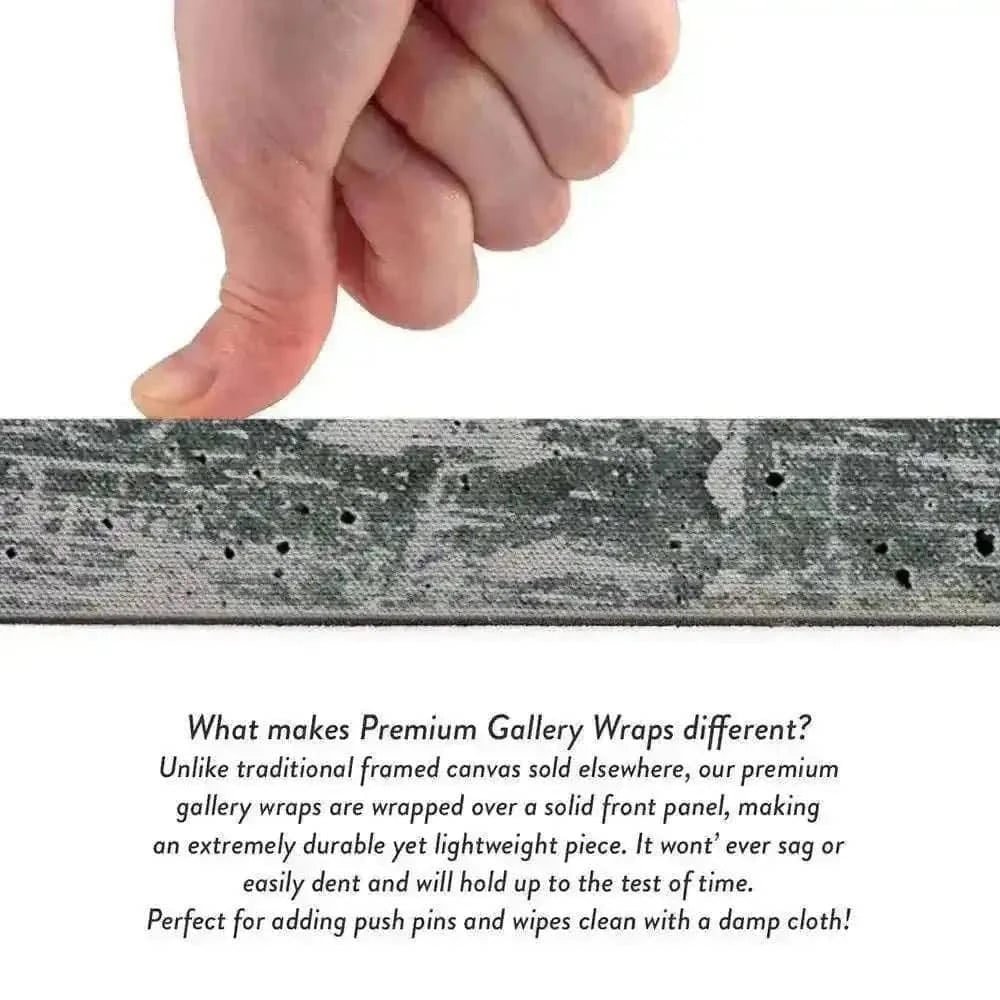 What makes Premium Gallery Wraps different?
Unlike traditional framed canvas sold elsewhere, our premium
gallery wraps are wrapped over a solid front panel, making
an extremely durable yet lightweight piece. It wont' ever sag or
easily dent and will hold up to the test of time.
Perfect for adding push pins and wipes clean with a damp cloth!